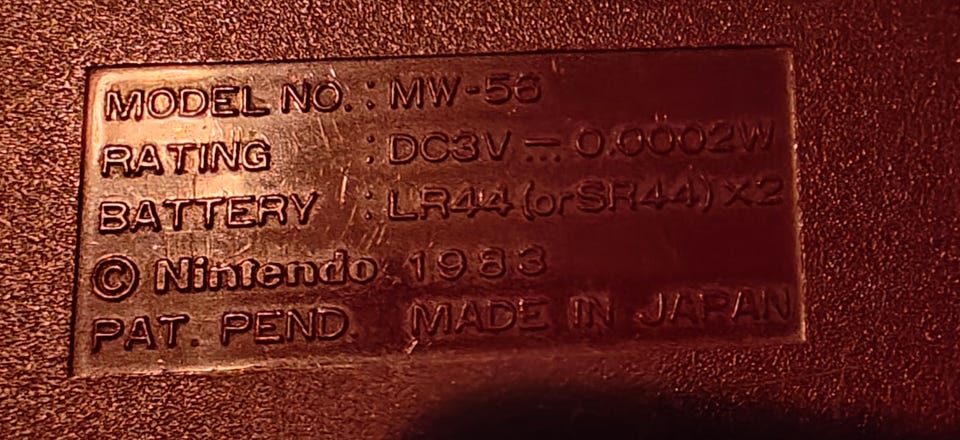 MODEL NO. : MW-56
RATING : DC3V ⎓ 0.0002W
BATTERY : LR44 (or SR44) X2
© Nintendo 1983
PAT. PEND. MADE IN JAPAN